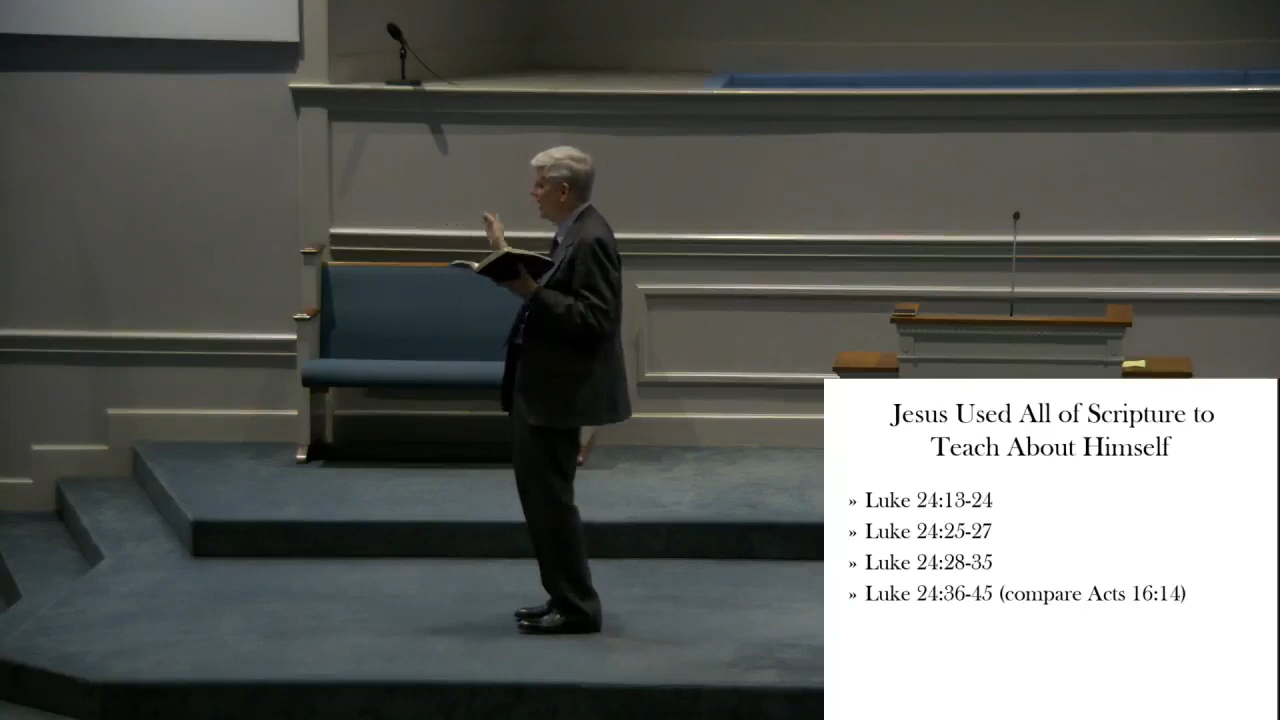 Jesus Used All of Scripture to
Teach About Himself
» Luke 24:13-24
» Luke 24:25-27
» Luke 24:28-35
» Luke 24:36-45 (compare Acts 16:14)